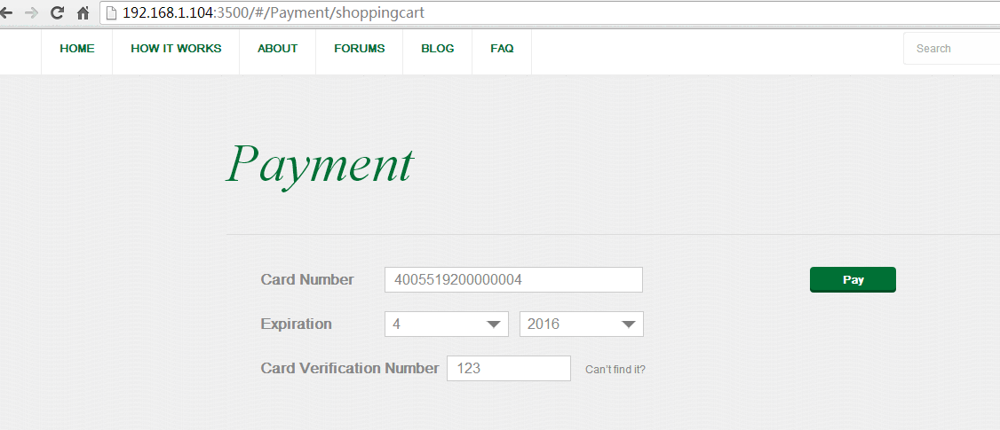 192.168.1.104:3500/#/Payment/shoppingcart
HOME HOW IT WORKS ABOUT FORUMS BLOG FAQ Search
Payment
Card Number 4005519200000004 Pay
Expiration 4 2016
Card Verification Number 123 Can't find it?